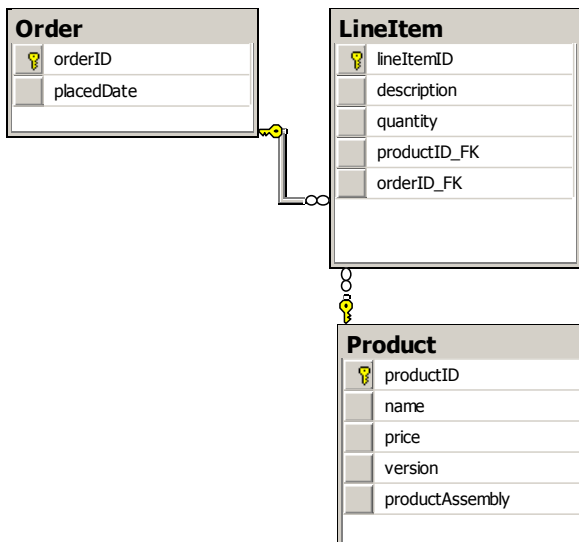 Order
orderID
placedDate
LineItem
lineItemID
description
quantity
productID_FK
orderID_FK
Product
productID
name
price
version
productAssembly